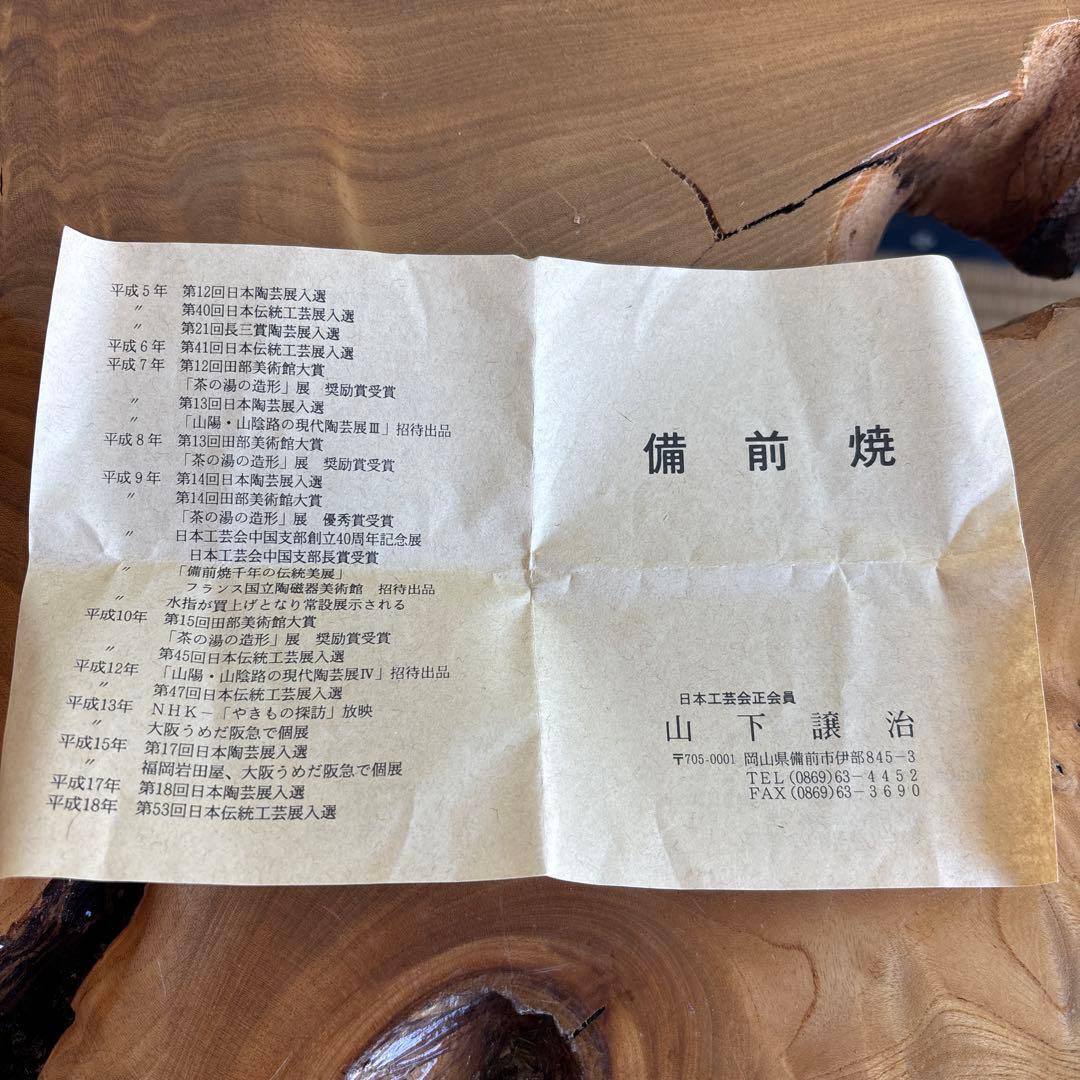 平成5年 第12回日本陶芸展入選
〃 第40回日本伝統工芸展入選
〃 第21回長三賞陶芸展入選
平成6年 第41回日本伝統工芸展入選
平成7年 第12回田部美術館大賞
「茶の湯の造形」展 奨励賞受賞
〃 第13回日本陶芸展入選
〃 「山陽・山陰路の現代陶芸展Ⅲ」招待出品
平成8年 第13回田部美術館大賞
「茶の湯の造形」展 奨励賞受賞
平成9年 第14回日本陶芸展入選
〃 第14回田部美術館大賞
「茶の湯の造形」展 優秀賞受賞
〃 日本工芸会中国支部創立40周年記念展
日本工芸会中国支部長賞受賞
〃 「備前焼千年の伝統美展」
フランス国立陶磁器美術館 招待出品
〃 水指が買上げとなり常設展示される
平成10年 第15回田部美術館大賞
「茶の湯の造形」展 奨励賞受賞
〃 第45回日本伝統工芸展入選
平成12年 「山陽・山陰路の現代陶芸展Ⅳ」招待出品
〃 第47回日本伝統工芸展入選
平成13年 NHK－「やきもの探訪」放映
〃 大阪うめだ阪急で個展
平成15年 第17回日本陶芸展入選
〃 福岡岩田屋、大阪うめだ阪急で個展
平成17年 第18回日本陶芸展入選
平成18年 第53回日本伝統工芸展入選
備前焼
日本工芸会正会員
山下譲治
〒705-0001 岡山県備前市伊部845－3
TEL(0869)63－4452
FAX(0869)63－3690